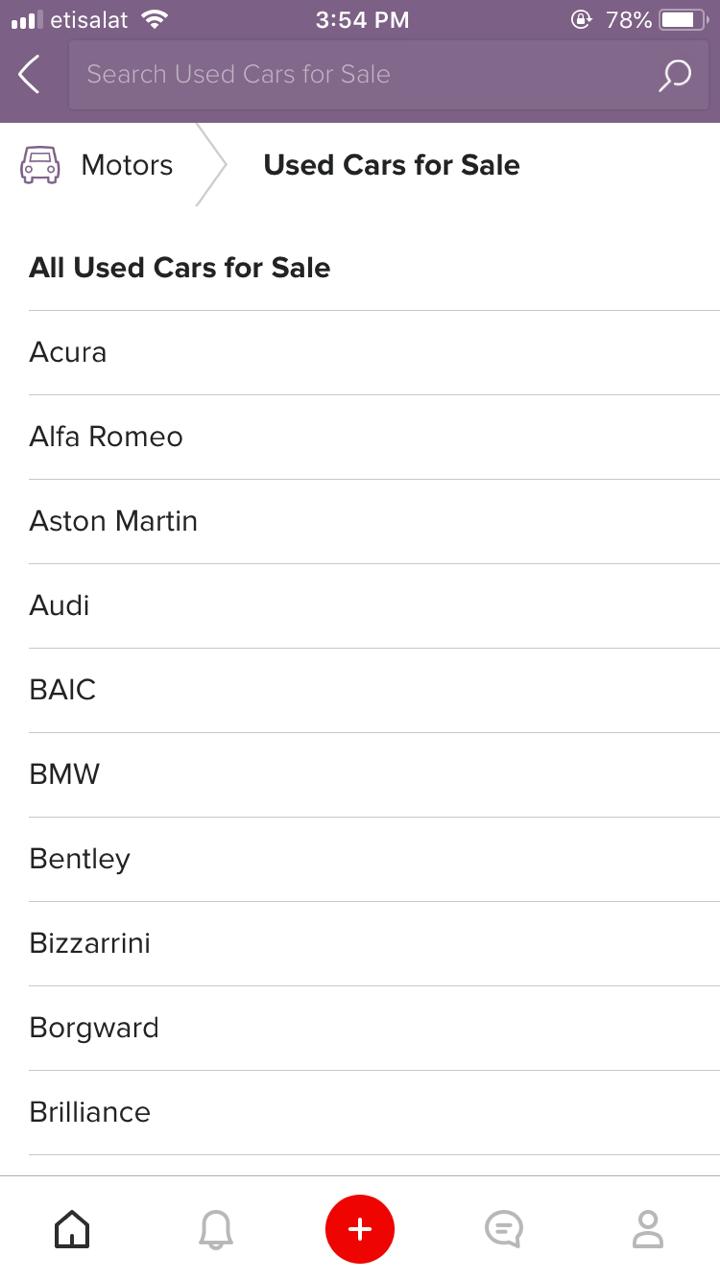 etisalat 3:54 PM 78%
Search Used Cars for Sale
Motors Used Cars for Sale
All Used Cars for Sale
Acura
Alfa Romeo
Aston Martin
Audi
BAIC
BMW
Bentley
Bizzarrini
Borgward
Brilliance